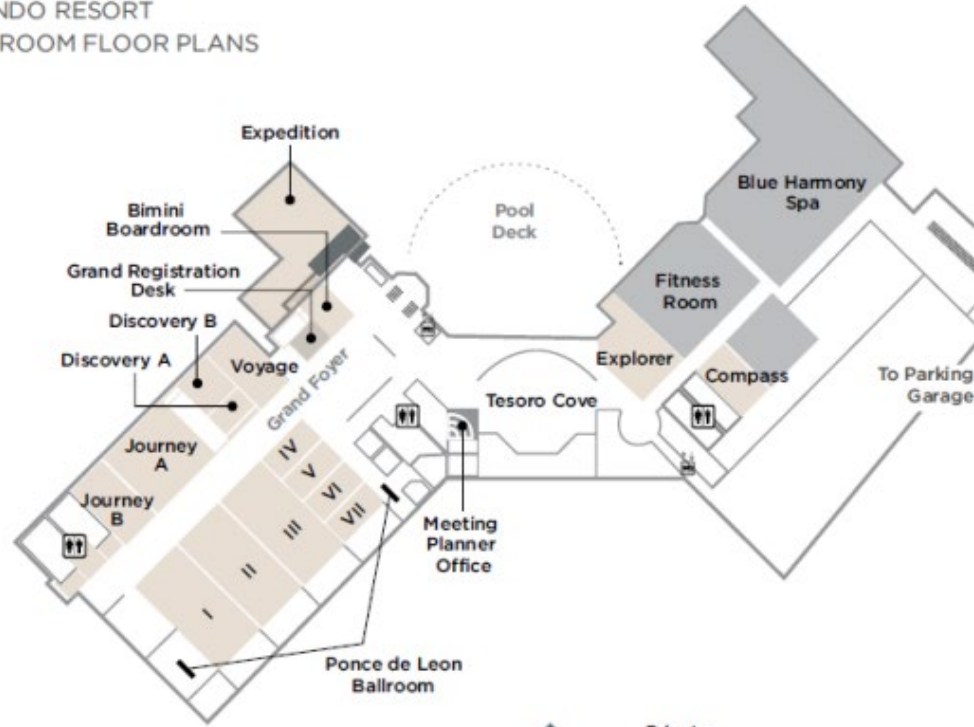 NDO RESORT
ROOM FLOOR PLANS
Expedition
Bimini
Boardroom
Grand Registration
Desk
Discovery B
Discovery A
Voyage
Grand Foyer
Journey
A
Journey
B
IV
V
VI
VII
III
II
I
Pool
Deck
Blue Harmony
Spa
Fitness
Room
Explorer
Compass
To Parking
Garage
Tesoro Cove
Meeting
Planner
Office
Ponce de Leon
Ballroom